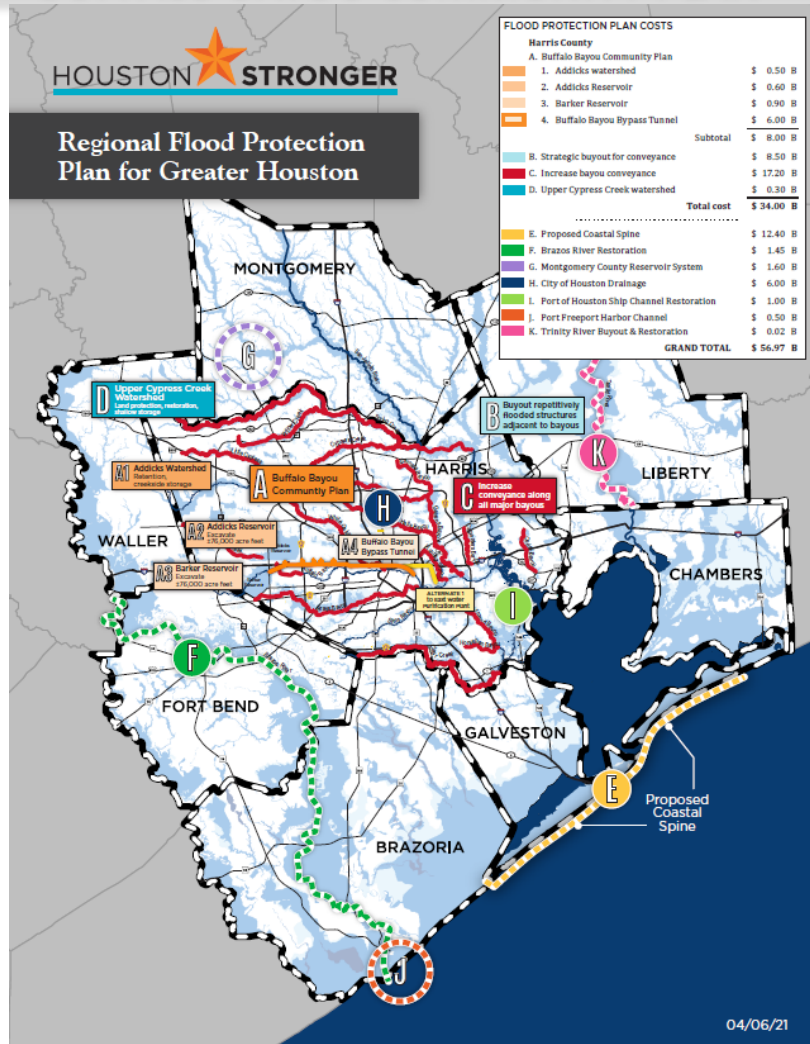 HOUSTON STRONGER
Regional Flood Protection
Plan for Greater Houston
FLOOD PROTECTION PLAN COSTS
Harris County
A. Buffalo Bayou Community Plan
1. Addicks watershed $ 0.50 B
2. Addicks Reservoir $ 0.60 B
3. Barker Reservoir $ 0.90 B
4. Buffalo Bayou Bypass Tunnel $ 6.00 B
Subtotal $ 8.00 B
B. Strategic buyout for conveyance $ 8.50 B
C. Increase bayou conveyance $ 17.20 B
D. Upper Cypress Creek watershed $ 0.30 B
Total cost $ 34.00 B
E. Proposed Coastal Spine $ 12.40 B
F. Brazos River Restoration $ 1.45 B
G. Montgomery County Reservoir System $ 1.60 B
H. City of Houston Drainage $ 6.00 B
I. Port of Houston Ship Channel Restoration $ 1.00 B
J. Port Freeport Harbor Channel $ 0.50 B
K. Trinity River Buyout & Restoration $ 0.02 B
GRAND TOTAL $ 56.97 B
MONTGOMERY
G
D Upper Cypress Creek
Watershed
Land protection, restoration,
shallow storage
B Buyout repetitively
flooded structures
adjacent to bayous
K
LIBERTY
A1 Addicks Watershed
Retention,
creekside storage
A Buffalo Bayou
Communtly Plan
HARRIS
C Increase
conveyance along
all major bayous
H
WALLER
A2 Addicks Reservoir
Excavate
±76,000 acre feet
A4 Buffalo Bayou
Bypass Tunnel
A3 Barker Reservoir
Excavate
±76,000 acre feet
CHAMBERS
ALTERNATE 1
to east water
purification plant
I
F
FORT BEND
GALVESTON
E
Proposed
Coastal
Spine
BRAZORIA
J
04/06/21